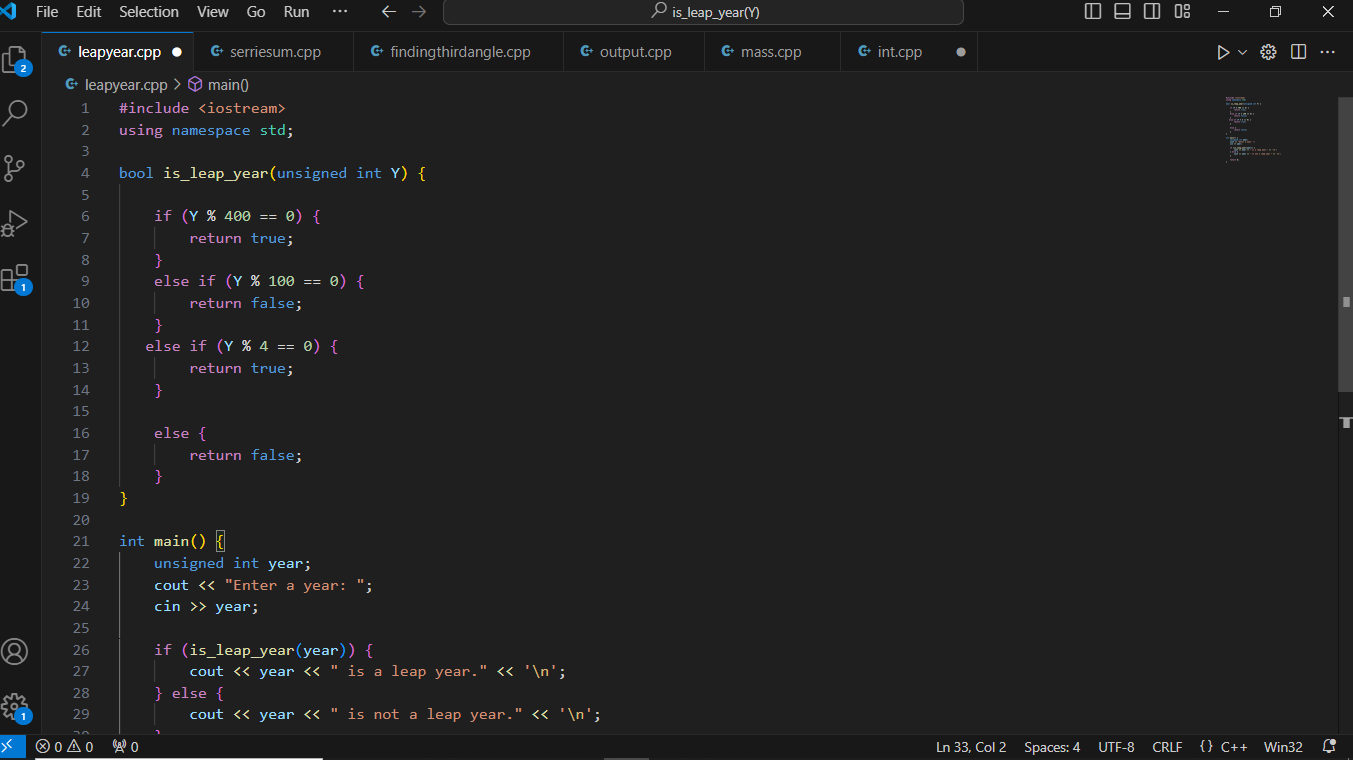 File Edit Selection View Go Run ··· is_leap_year(Y)
leapyear.cpp serriesum.cpp findingthirdangle.cpp output.cpp mass.cpp int.cpp
leapyear.cpp > main()
1 #include <iostream>
2 using namespace std;
3
4 bool is_leap_year(unsigned int Y) {
5
6     if (Y % 400 == 0) {
7         return true;
8     }
9     else if (Y % 100 == 0) {
10         return false;
11     }
12    else if (Y % 4 == 0) {
13         return true;
14     }
15
16     else {
17         return false;
18     }
19 }
20
21 int main() {
22     unsigned int year;
23     cout << "Enter a year: ";
24     cin >> year;
25
26     if (is_leap_year(year)) {
27         cout << year << " is a leap year." << '\n';
28     } else {
29         cout << year << " is not a leap year." << '\n';
30     }
2
1
1
0 0 0 Ln 33, Col 2 Spaces: 4 UTF-8 CRLF {} C++ Win32